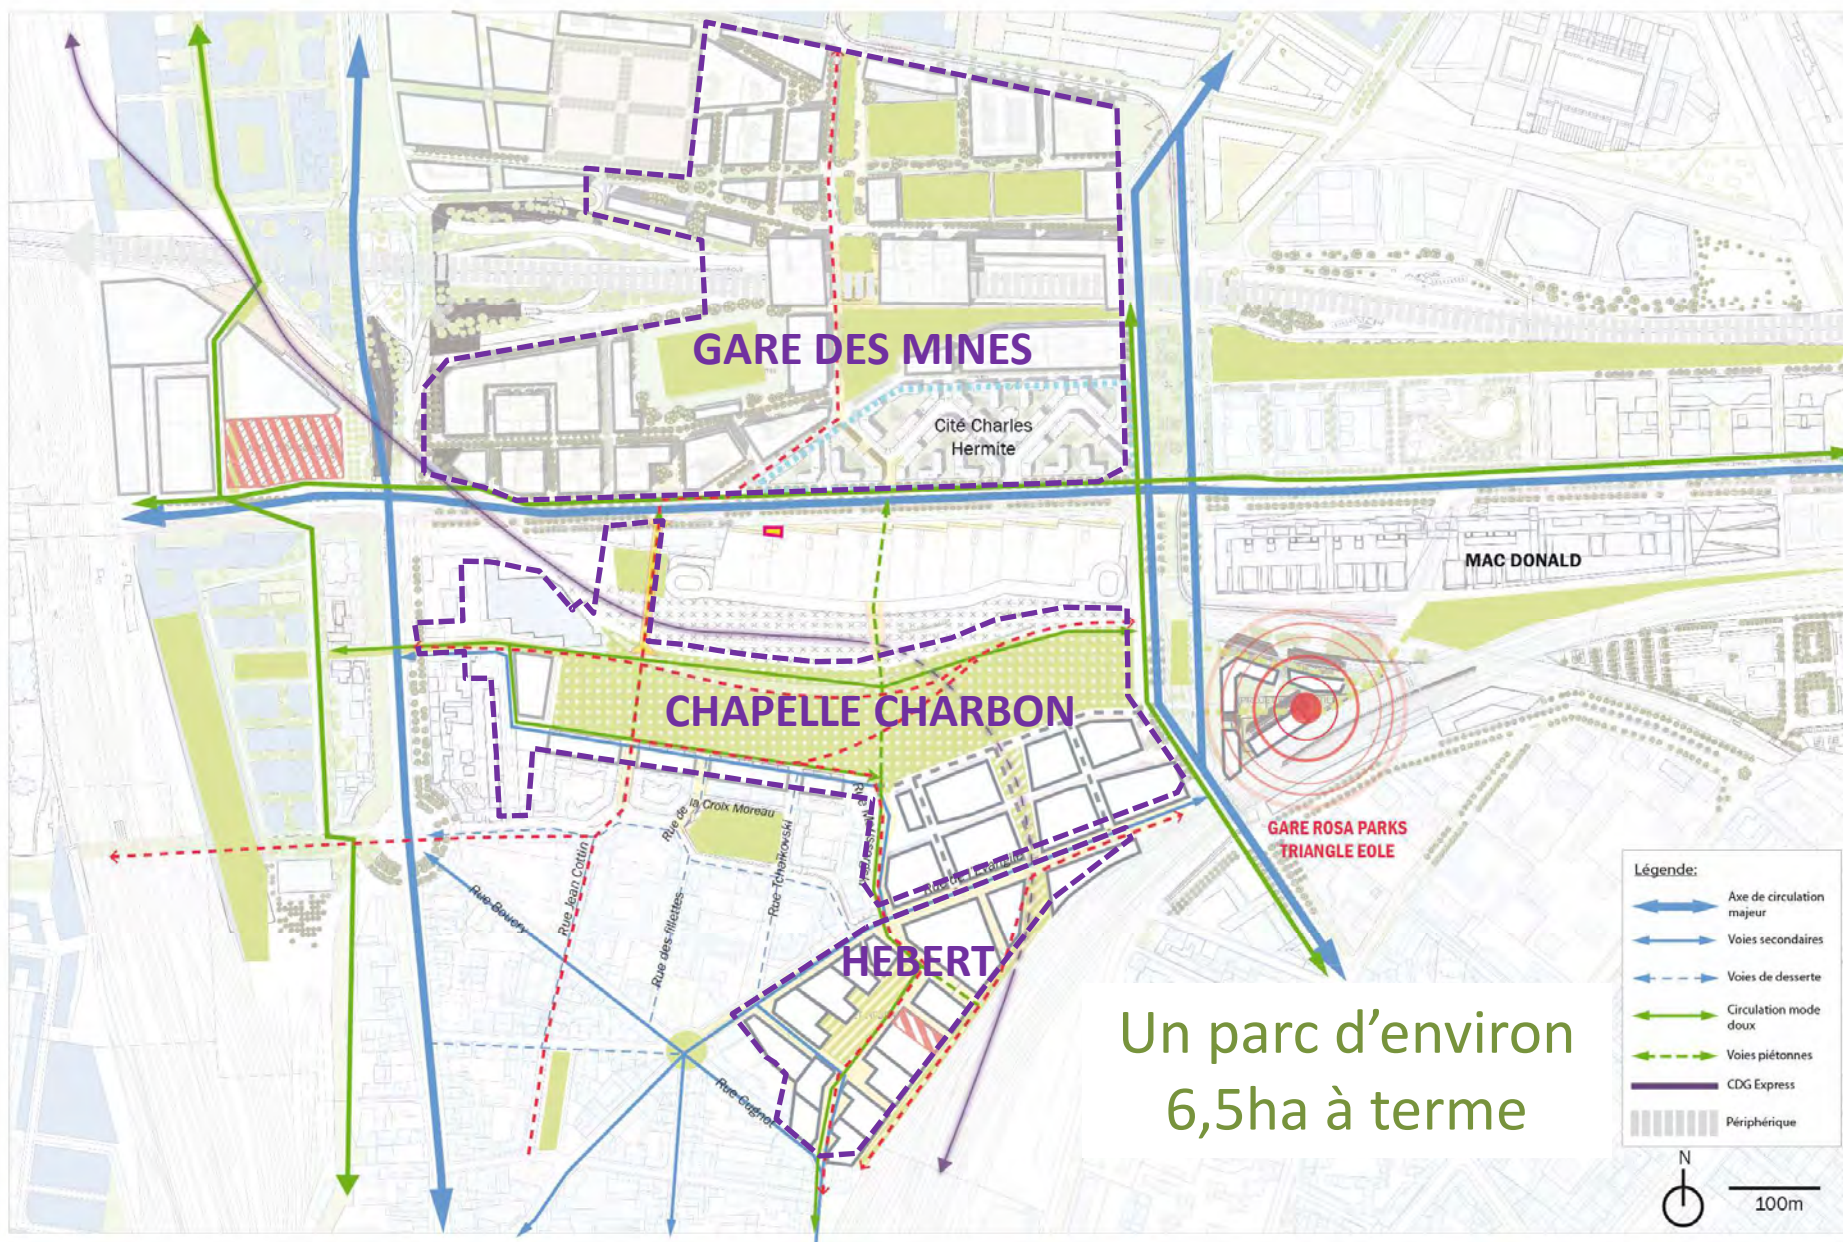 GARE DES MINES
Cité Charles
Hermite
MAC DONALD
CHAPELLE CHARBON
Rue de la Croix Moreau
Rue Tchaïkovski
Rue de l'Evangile
GARE ROSA PARKS
TRIANGLE EOLE
Rue Boucry
Rue Jean Cottin
Rue des fillettes
HEBERT
Rue Cugnot
Un parc d'environ
6,5ha à terme
Légende:
Axe de circulation
majeur
Voies secondaires
Voies de desserte
Circulation mode
doux
Voies piétonnes
CDG Express
Périphérique
N
100m